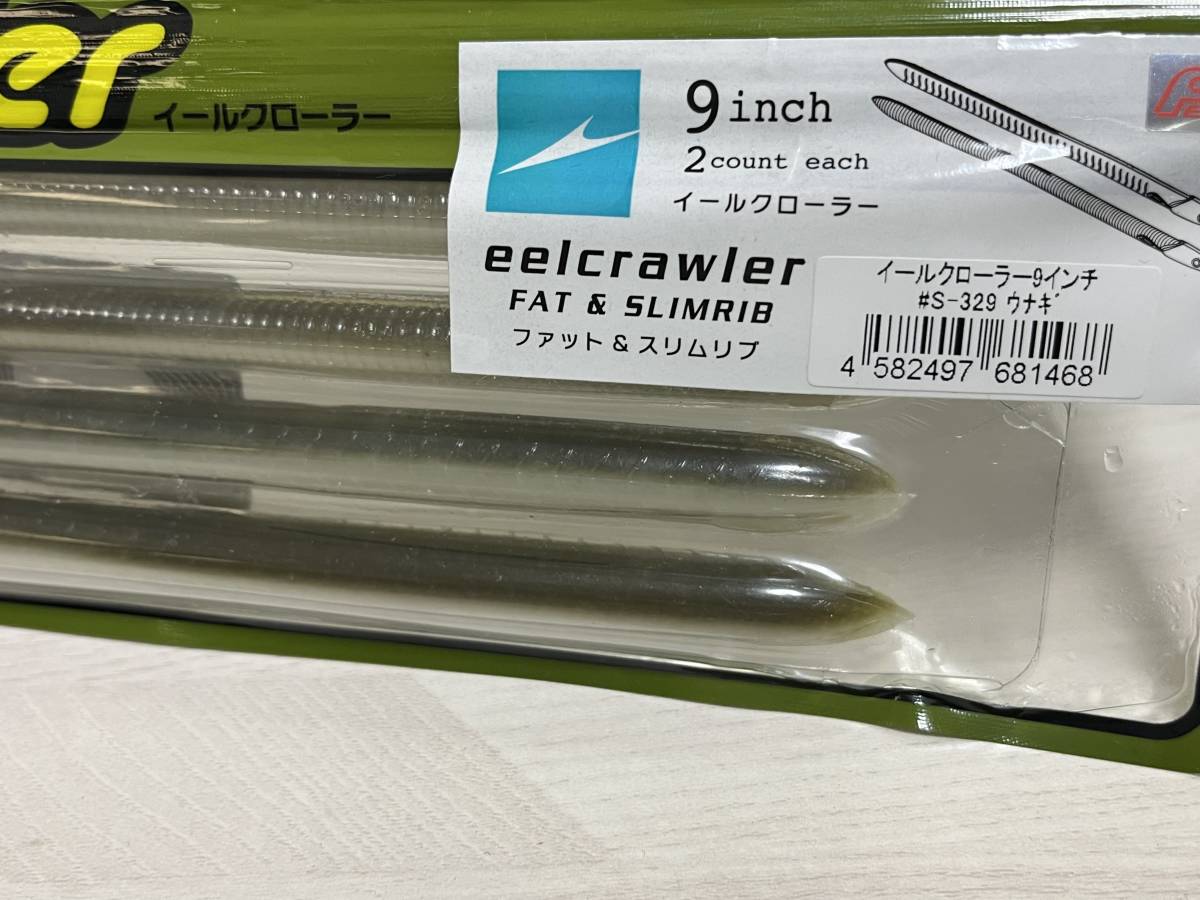 er
イールクローラー
9 inch
2 count each
イールクローラー
eelcrawler
FAT & SLIMRIB
ファット&スリムリブ
イールクローラー9インチ
#S-329 ウナギ
4 582497 681468